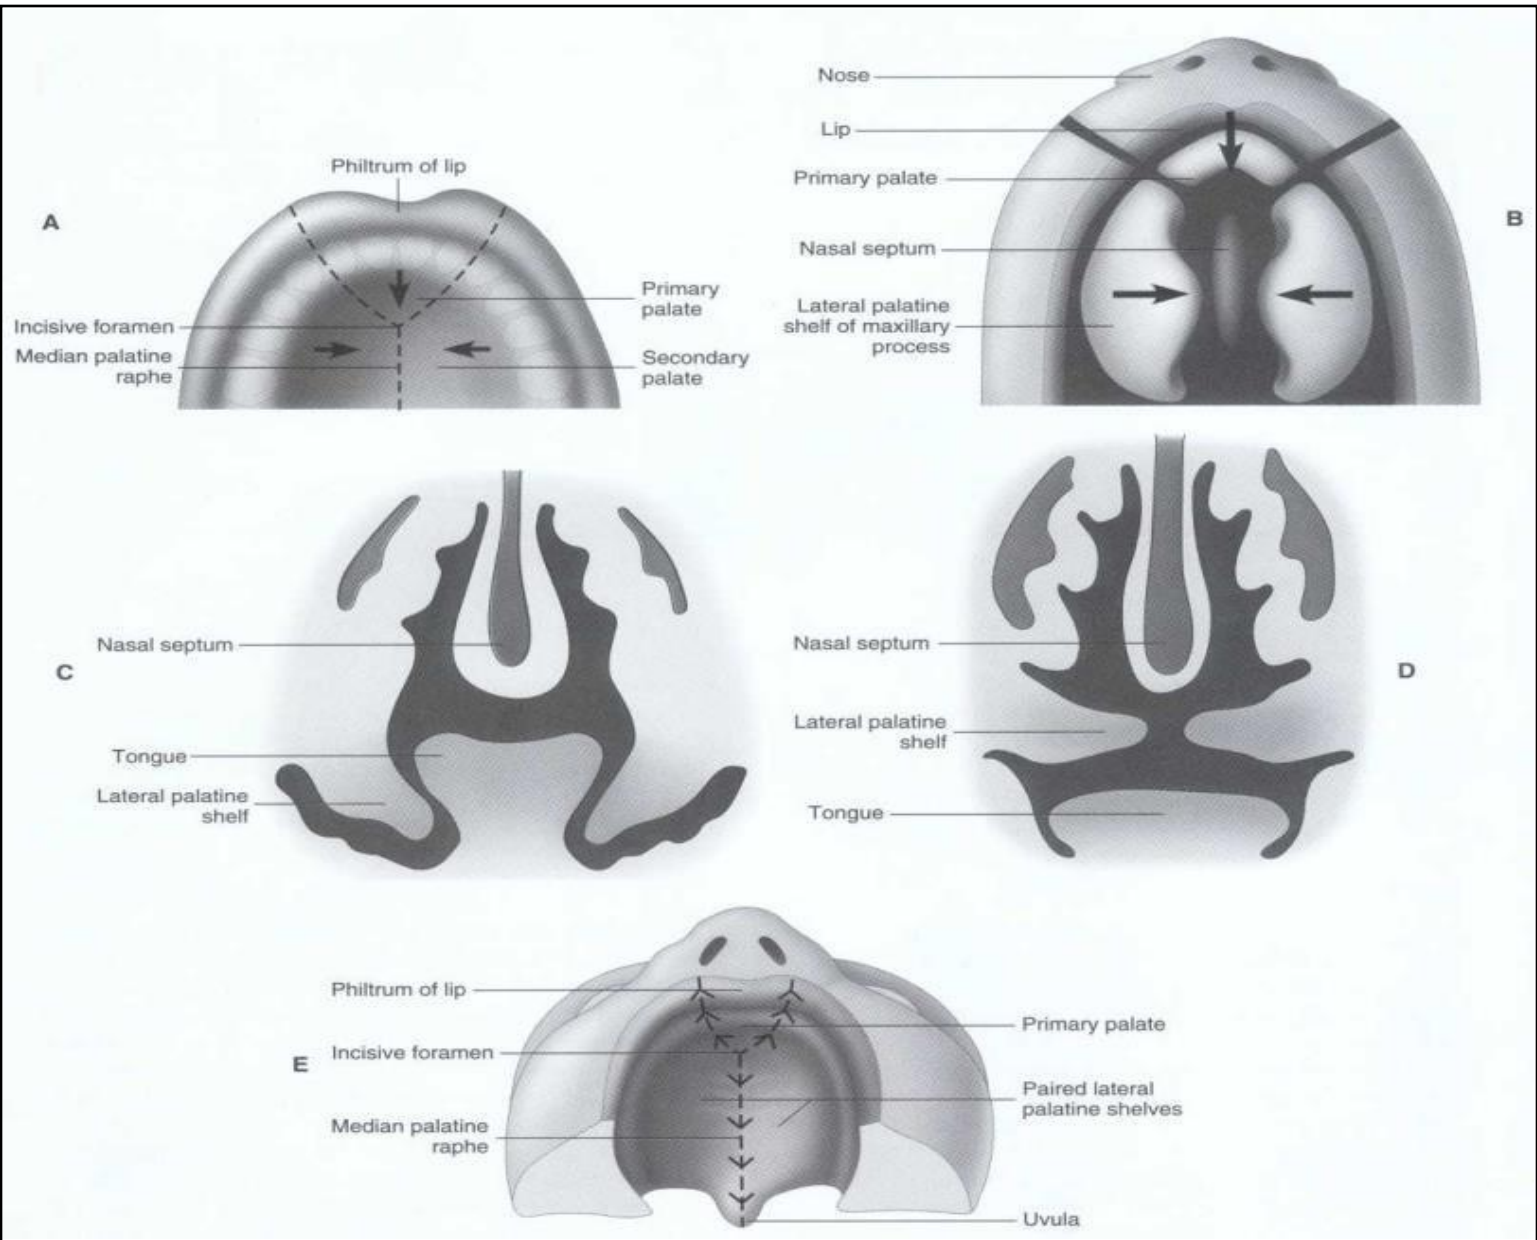 Philtrum of lip
A
Primary
palate
Incisive foramen
Median palatine
raphe
Secondary
palate
Nose
Lip
Primary palate
B
Nasal septum
Lateral palatine
shelf of maxillary
process
Nasal septum
C
Tongue
Lateral palatine
shelf
Nasal septum
D
Lateral palatine
shelf
Tongue
Philtrum of lip
Primary palate
Incisive foramen
E
Paired lateral
palatine shelves
Median palatine
raphe
Uvula